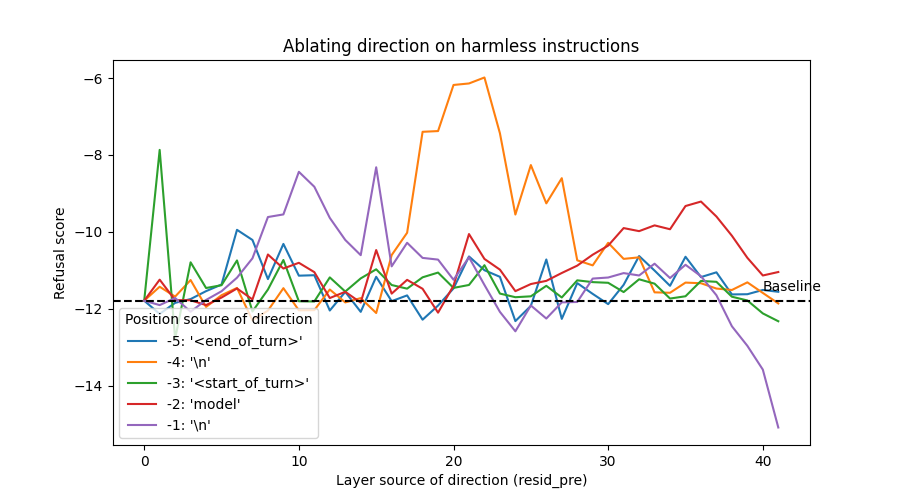 Ablating direction on harmless instructions
Refusal score
−6
−8
−10
−12
−14
Baseline
Position source of direction
-5: '<end_of_turn>'
-4: '\n'
-3: '<start_of_turn>'
-2: 'model'
-1: '\n'
0 10 20 30 40
Layer source of direction (resid_pre)